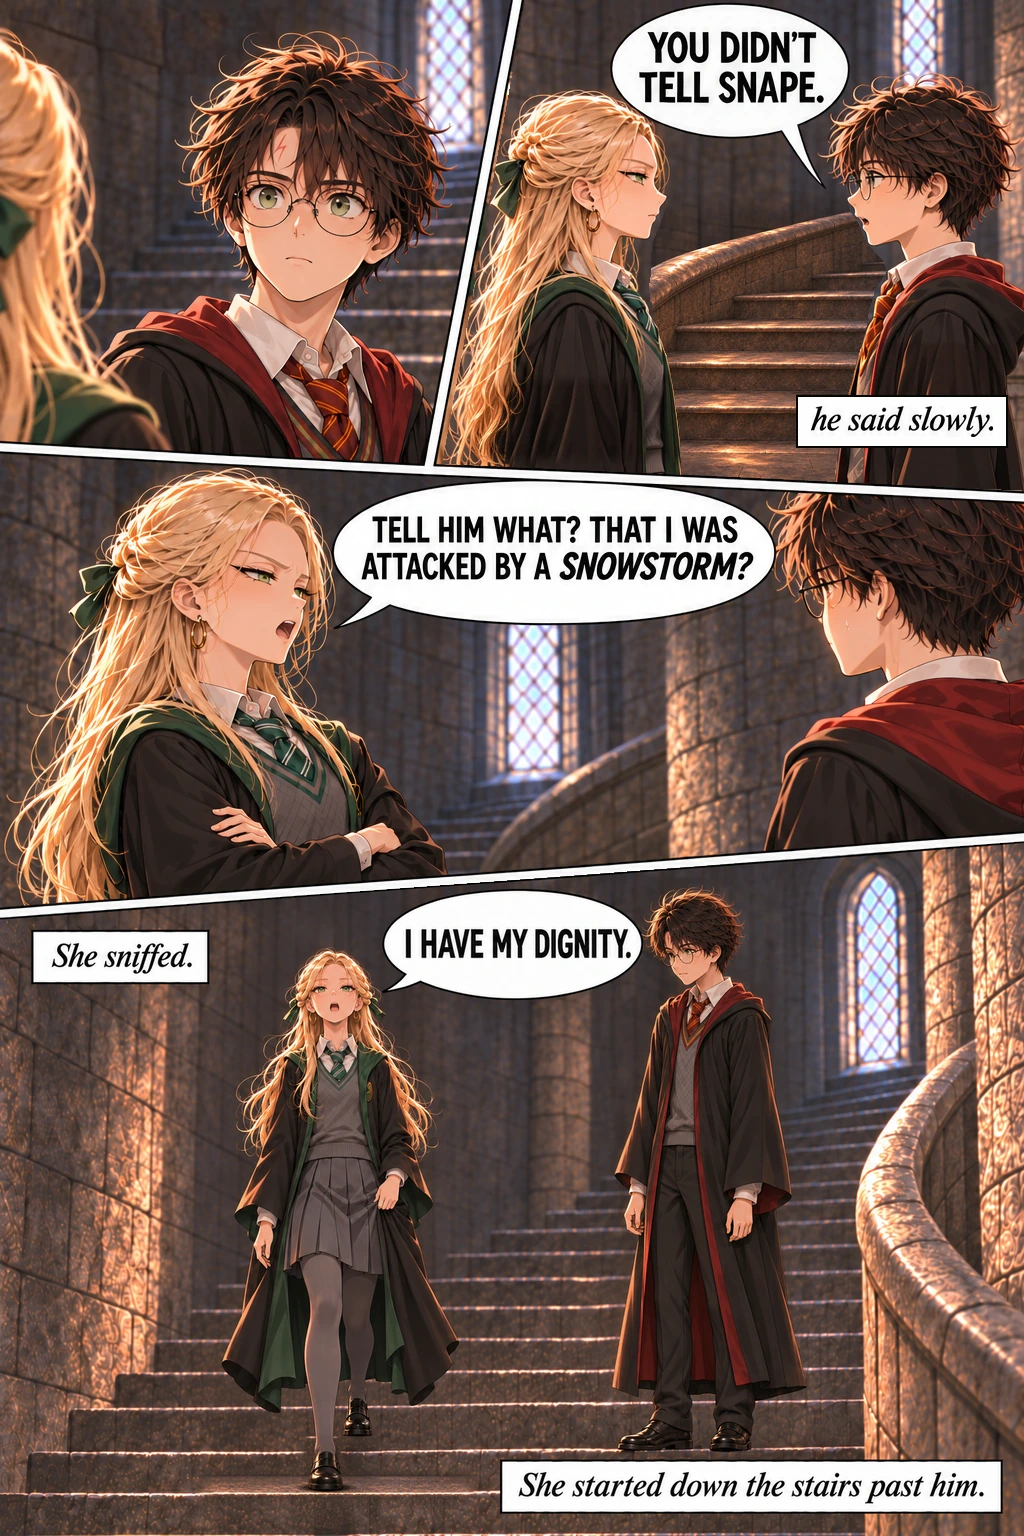 YOU DIDN'T
TELL SNAPE.
he said slowly.
TELL HIM WHAT? THAT I WAS
ATTACKED BY A SNOWSTORM?
She sniffed.
I HAVE MY DIGNITY.
She started down the stairs past him.